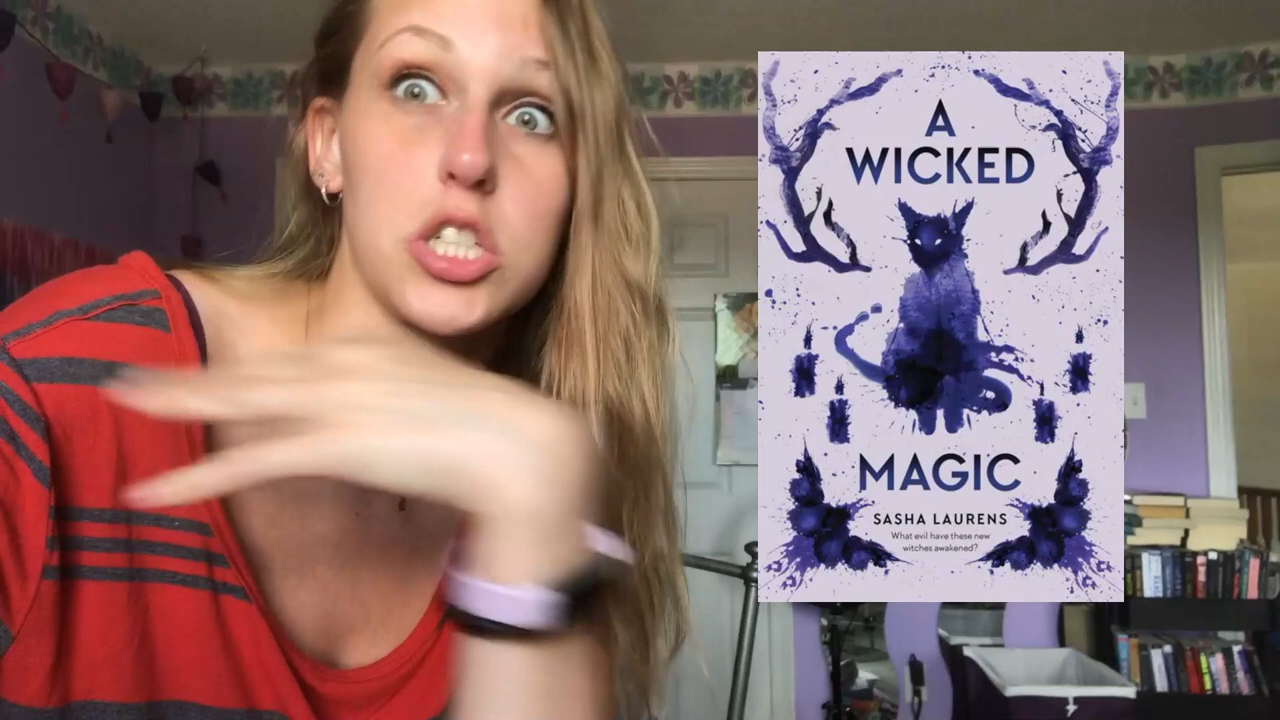 A
WICKED
MAGIC
SASHA LAURENS
What evil have these new
witches awakened?